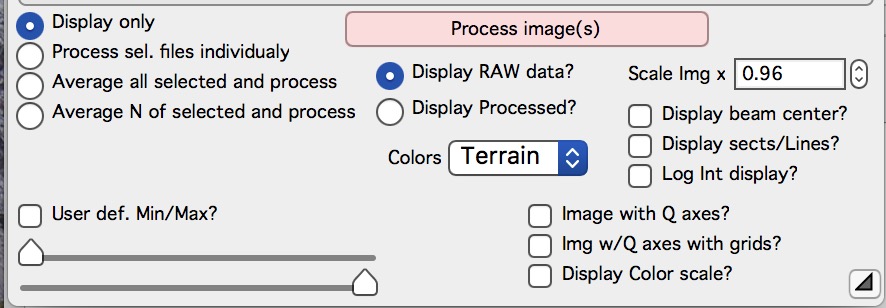 Display only
Process sel. files individualy
Average all selected and process
Average N of selected and process
Process image(s)
Display RAW data?
Display Processed?
Colors Terrain
Scale Img x 0.96
Display beam center?
Display sects/Lines?
Log Int display?
User def. Min/Max?
Image with Q axes?
Img w/Q axes with grids?
Display Color scale?